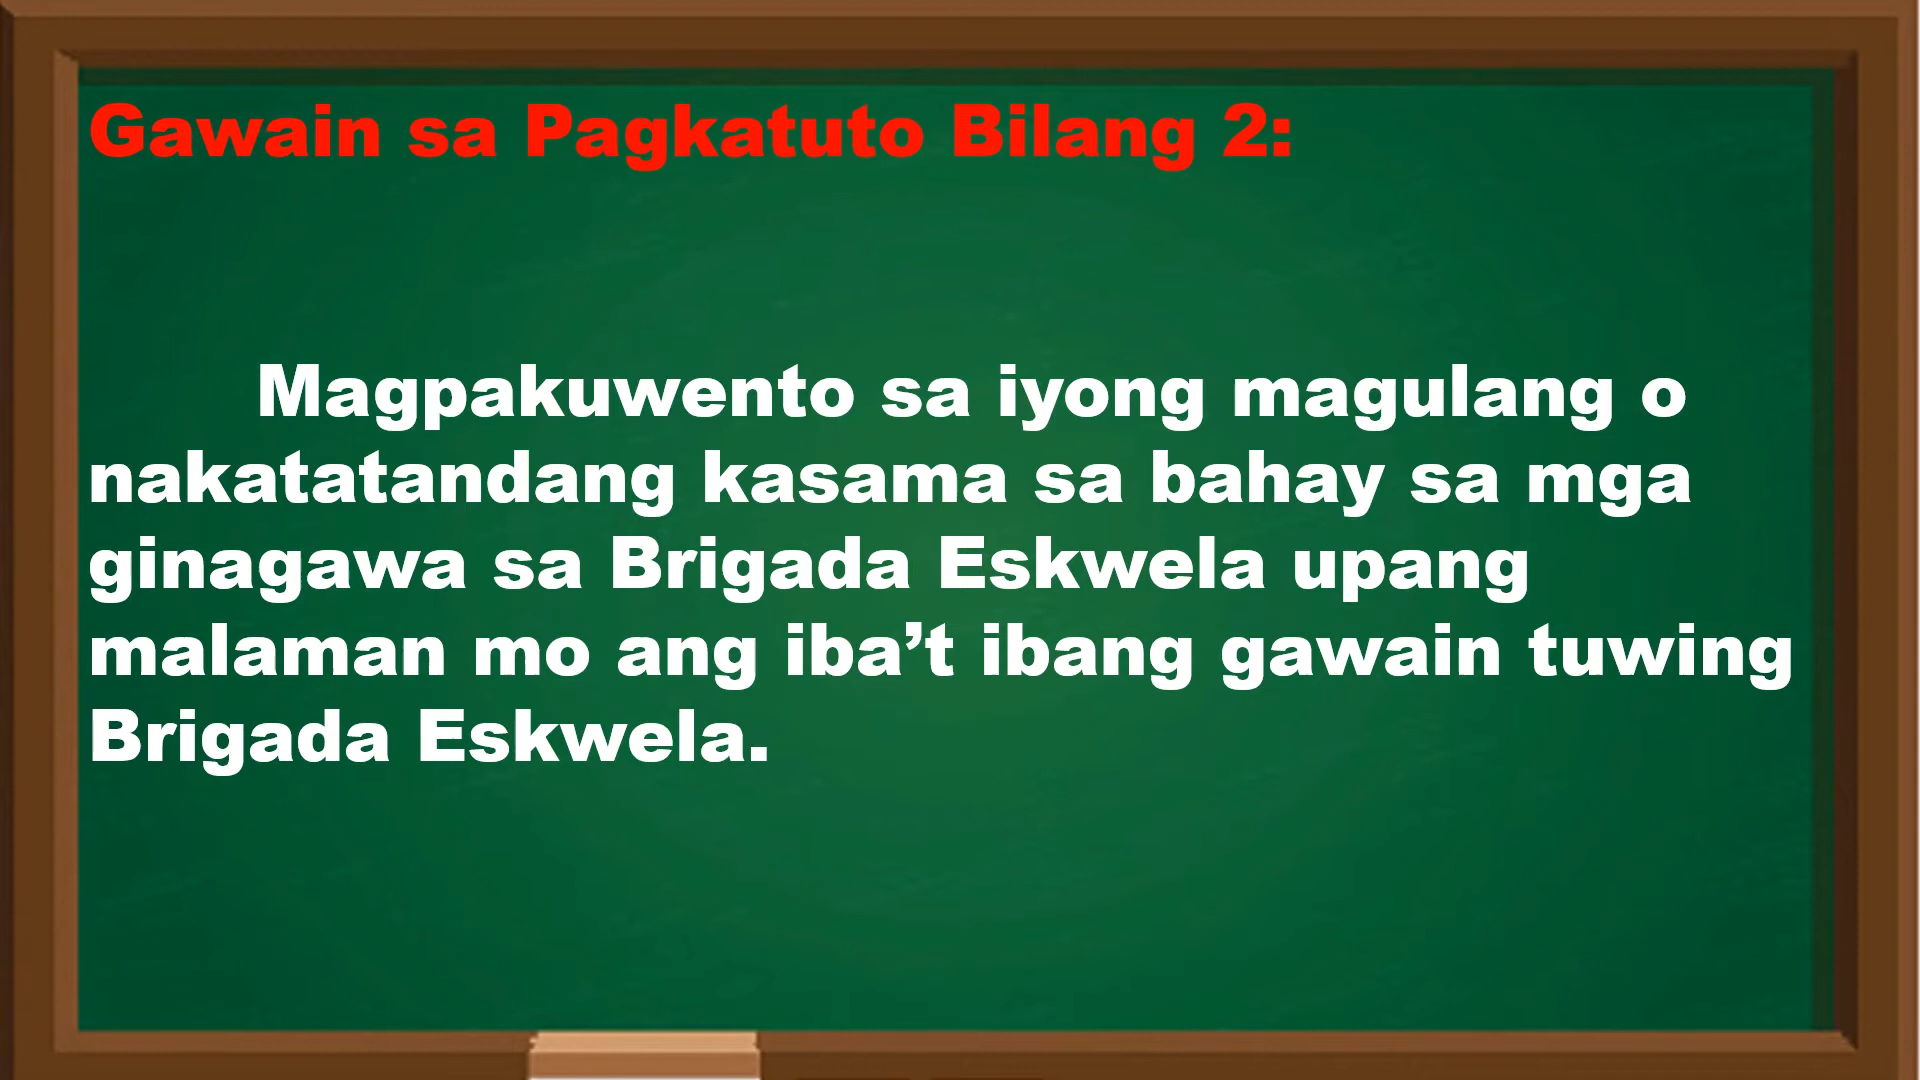 Gawain sa Pagkatuto Bilang 2:
Magpakuwento sa iyong magulang o
nakatatandang kasama sa bahay sa mga
ginagawa sa Brigada Eskwela upang
malaman mo ang iba’t ibang gawain tuwing
Brigada Eskwela.